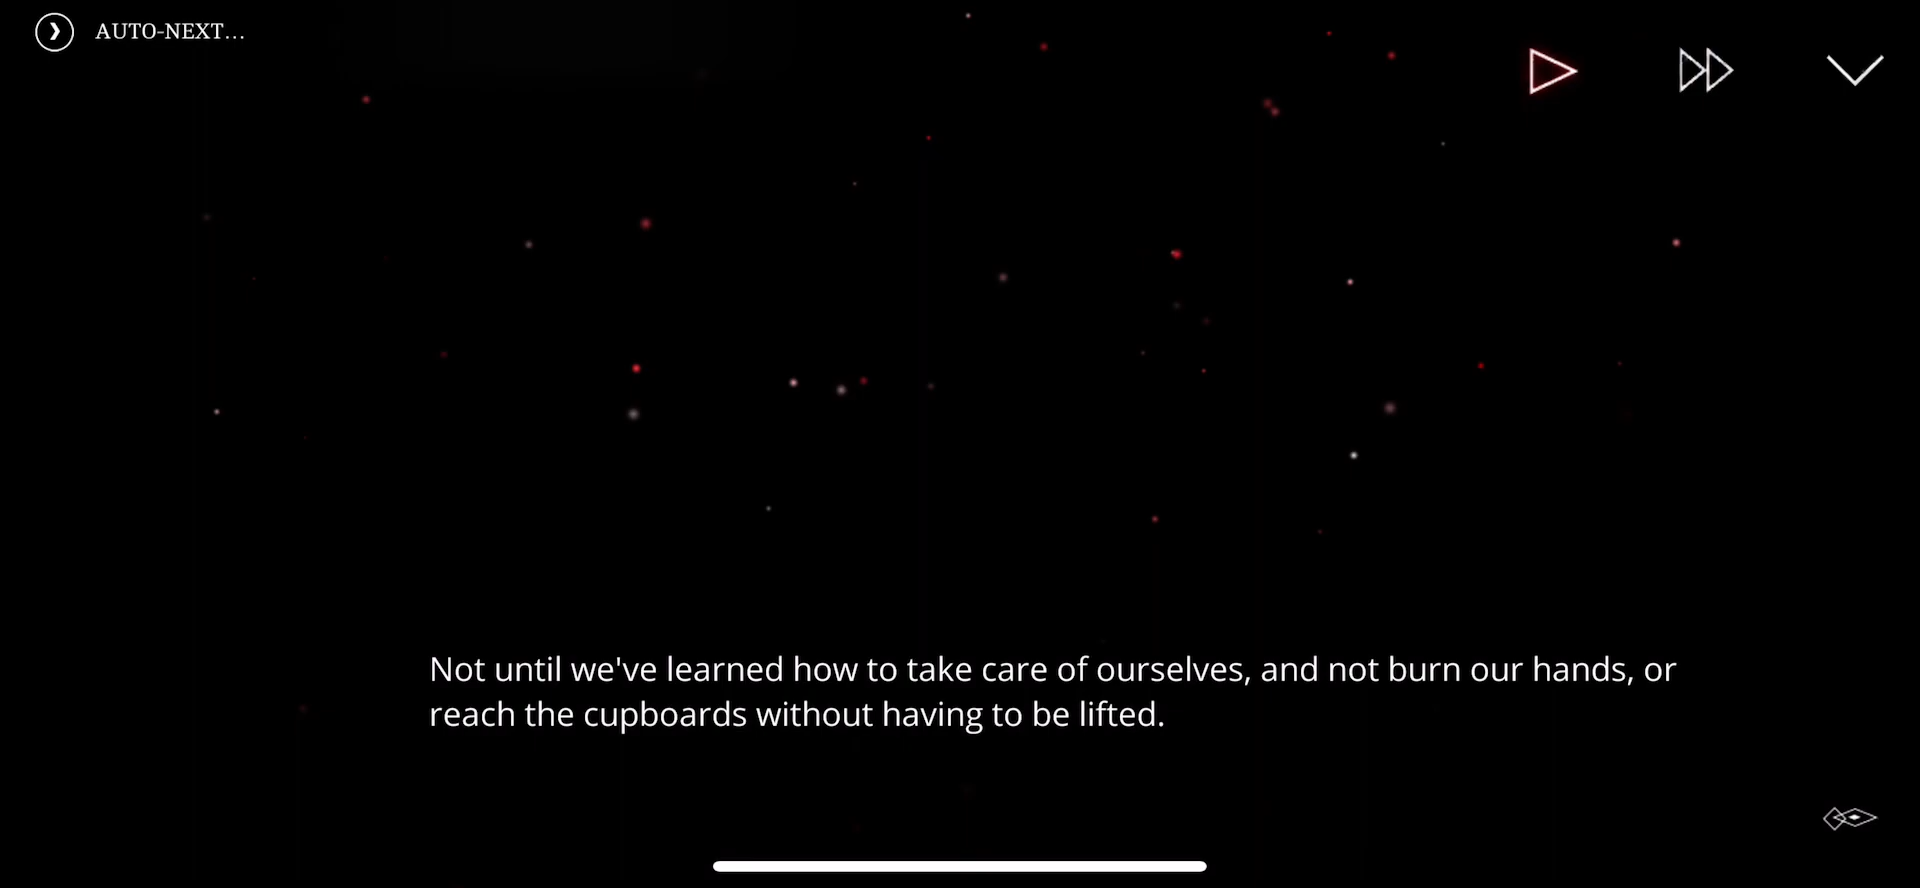 AUTO-NEXT...
Not until we've learned how to take care of ourselves, and not burn our hands, or
reach the cupboards without having to be lifted.